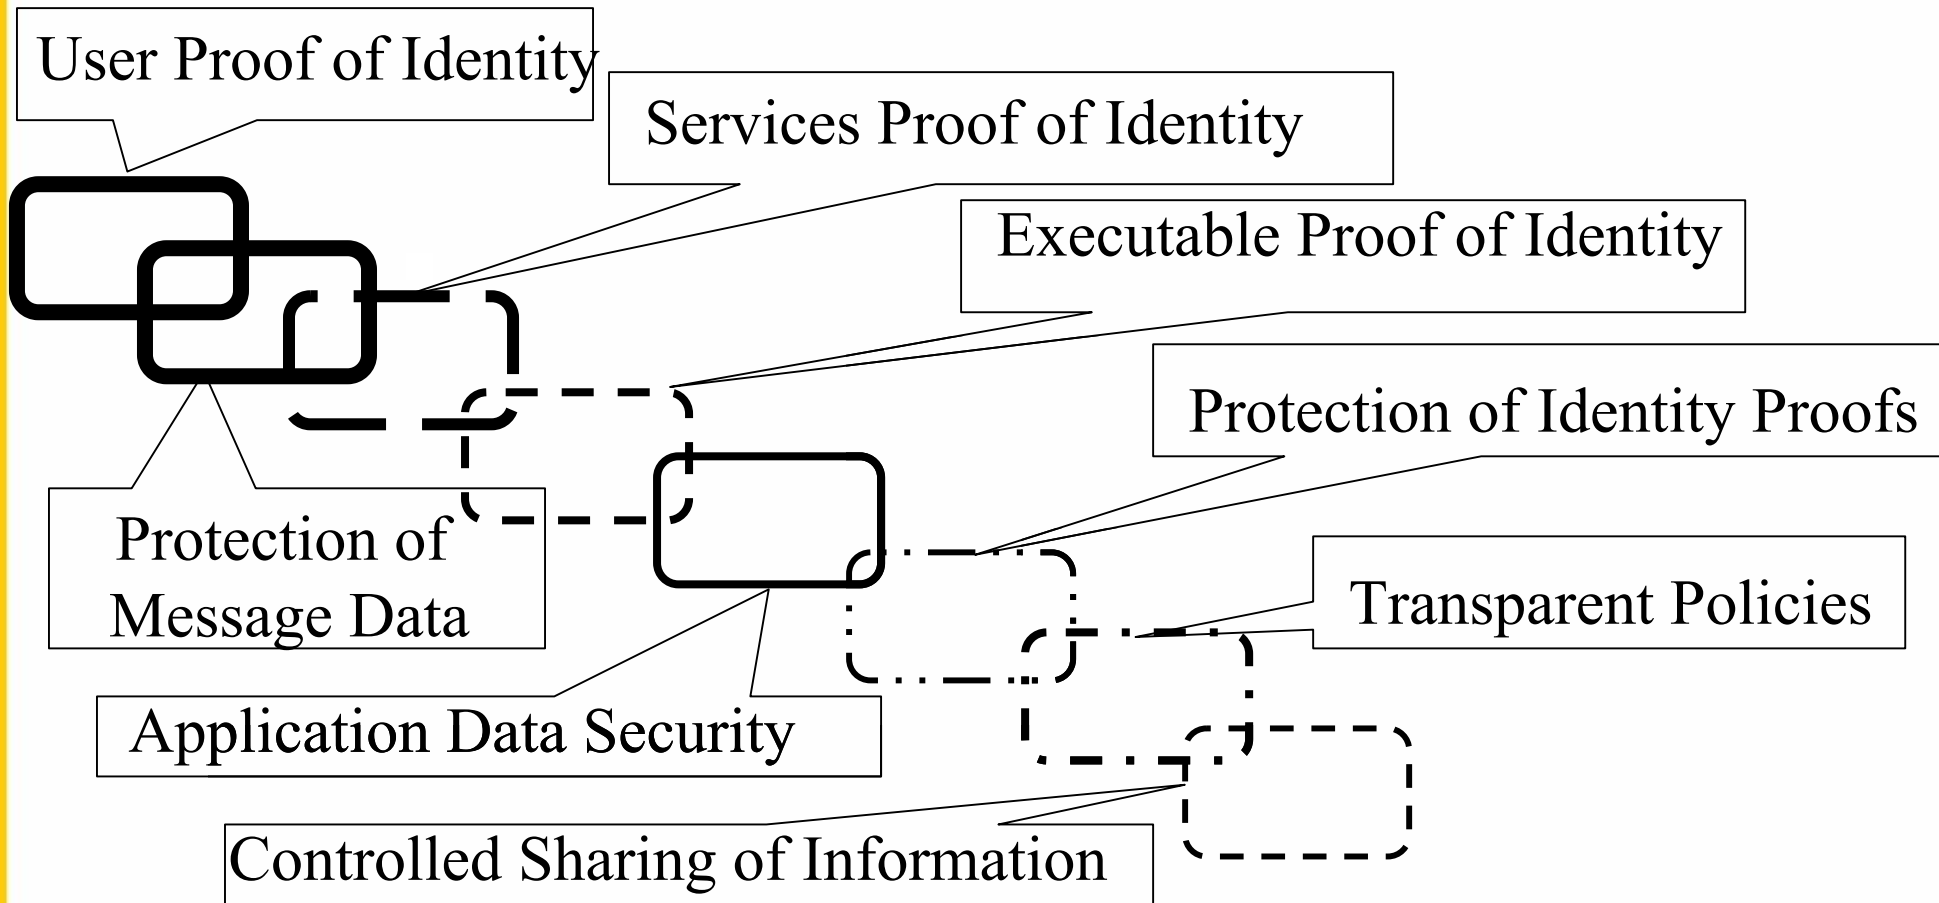 User Proof of Identity
Services Proof of Identity
Executable Proof of Identity
Protection of Identity Proofs
Protection of
Message Data
Transparent Policies
Application Data Security
Controlled Sharing of Information